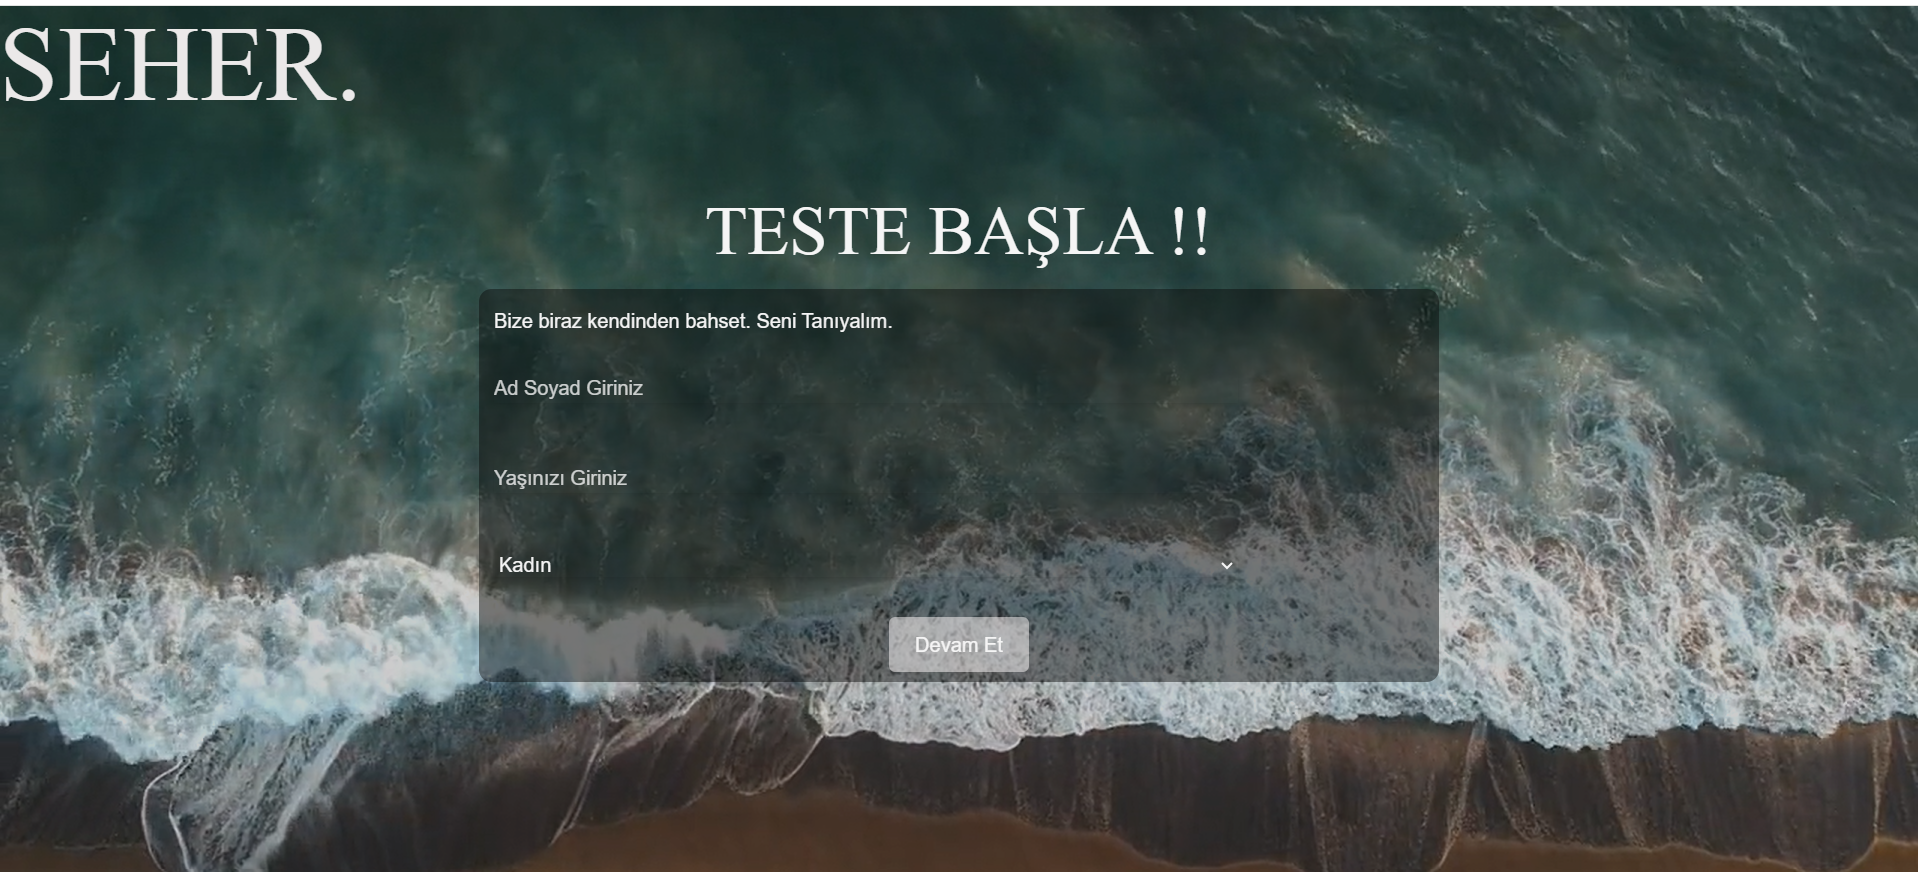 SEHER.
TESTE BAŞLA !!
Bize biraz kendinden bahset. Seni Tanıyalım.
Ad Soyad Giriniz
Yaşınızı Giriniz
Kadın
Devam Et